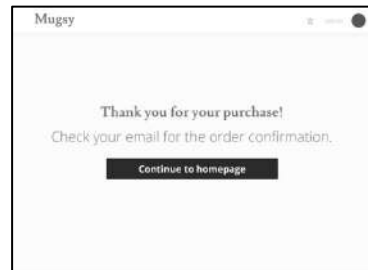 Mugsy
Thank you for your purchase!
Check your email for the order confirmation.
Continue to homepage